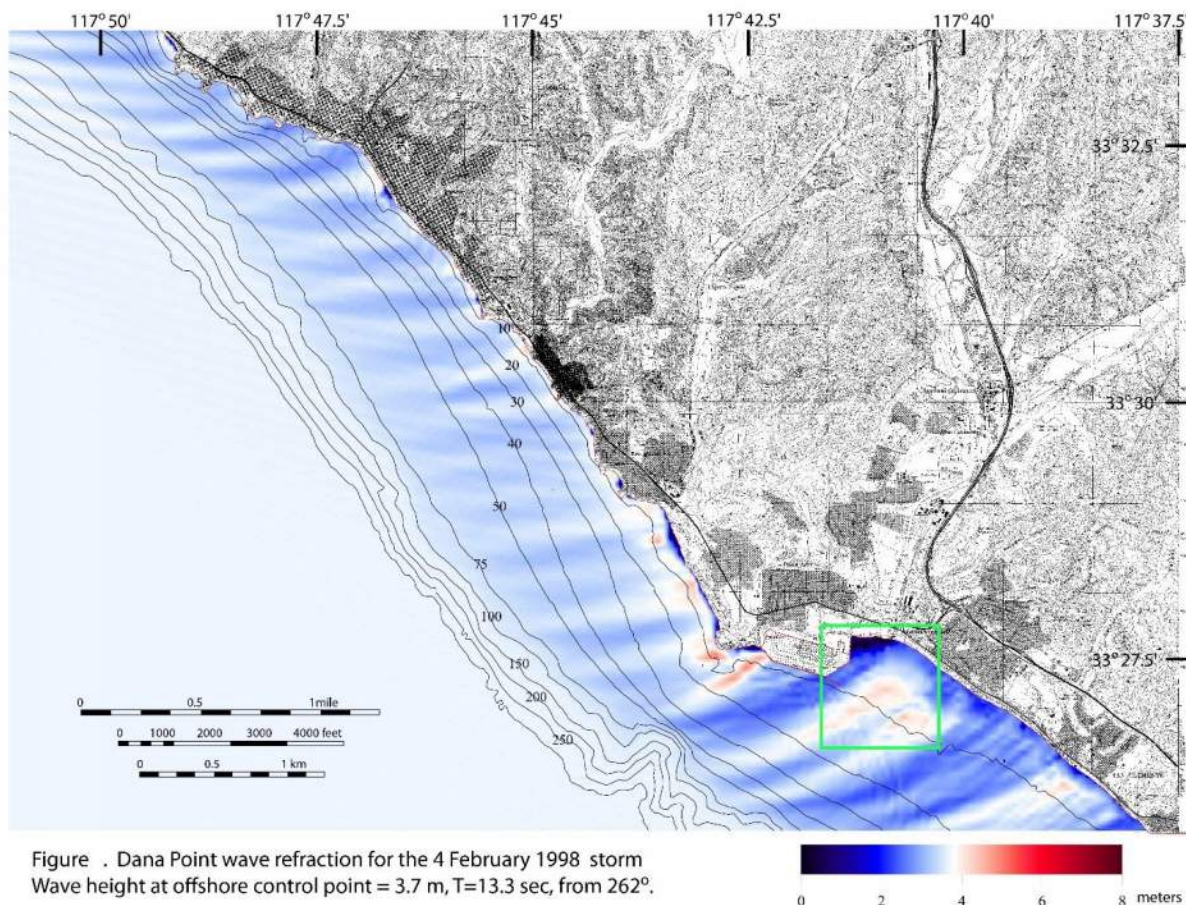 117° 50' 117° 47.5' 117° 45' 117° 42.5' 117° 40' 117° 37.5'
33° 32.5'
10
20
33° 30'
30
40
50
75
100
33° 27.5'
150
0 0.5 1mile
200
0 1000 2000 3000 4000 feet
250
0 0.5 1 km
Figure . Dana Point wave refraction for the 4 February 1998 storm
Wave height at offshore control point = 3.7 m, T=13.3 sec, from 262º.
0 2 4 6 8 meters